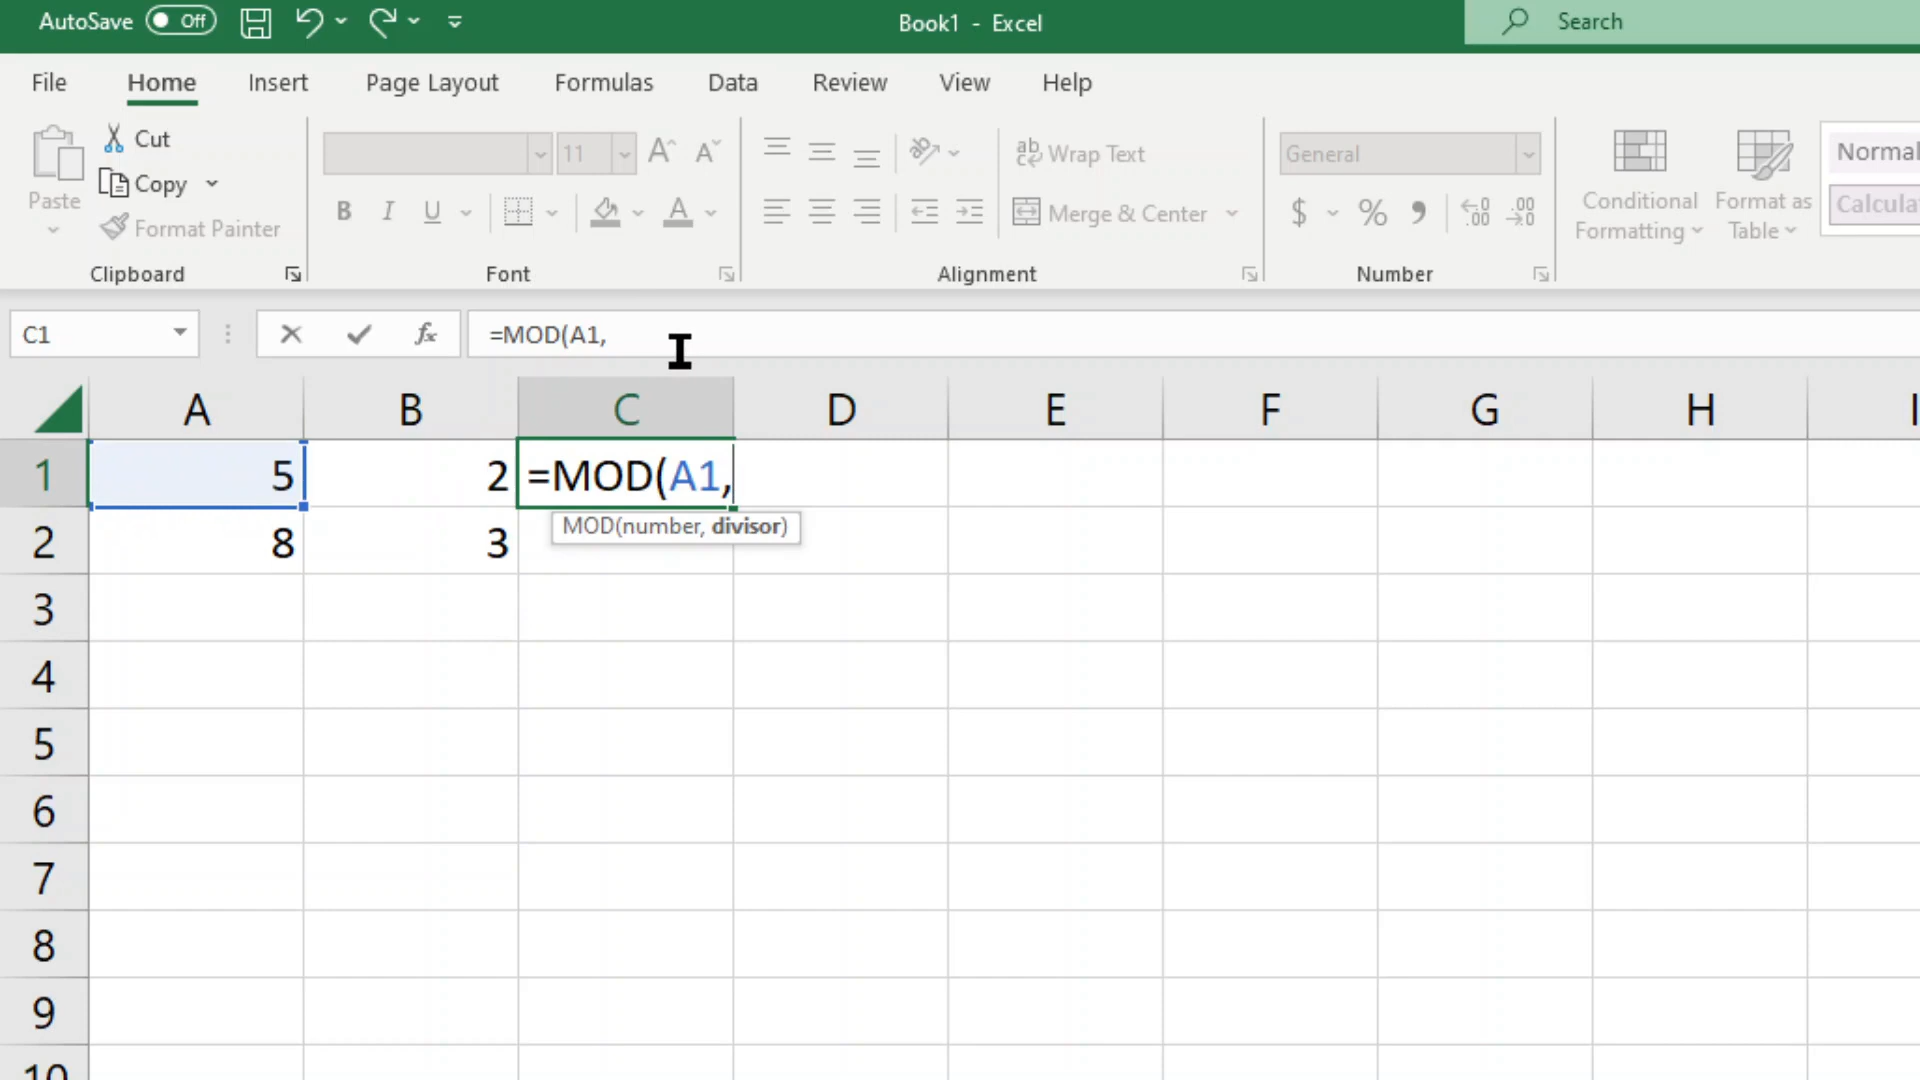 AutoSave Off Book1 - Excel Search
File Home Insert Page Layout Formulas Data Review View Help
Paste
Cut
Copy
Format Painter
Clipboard
11
B I U
Font
Wrap Text
Merge & Center
Alignment
General
$ % ,
Number
Conditional Formatting
Format as Table
Normal
Calcula
C1 fx =MOD(A1,
A B C D E F G H I
1 5 2 =MOD(A1,
MOD(number, divisor)
2 8 3
3
4
5
6
7
8
9
10